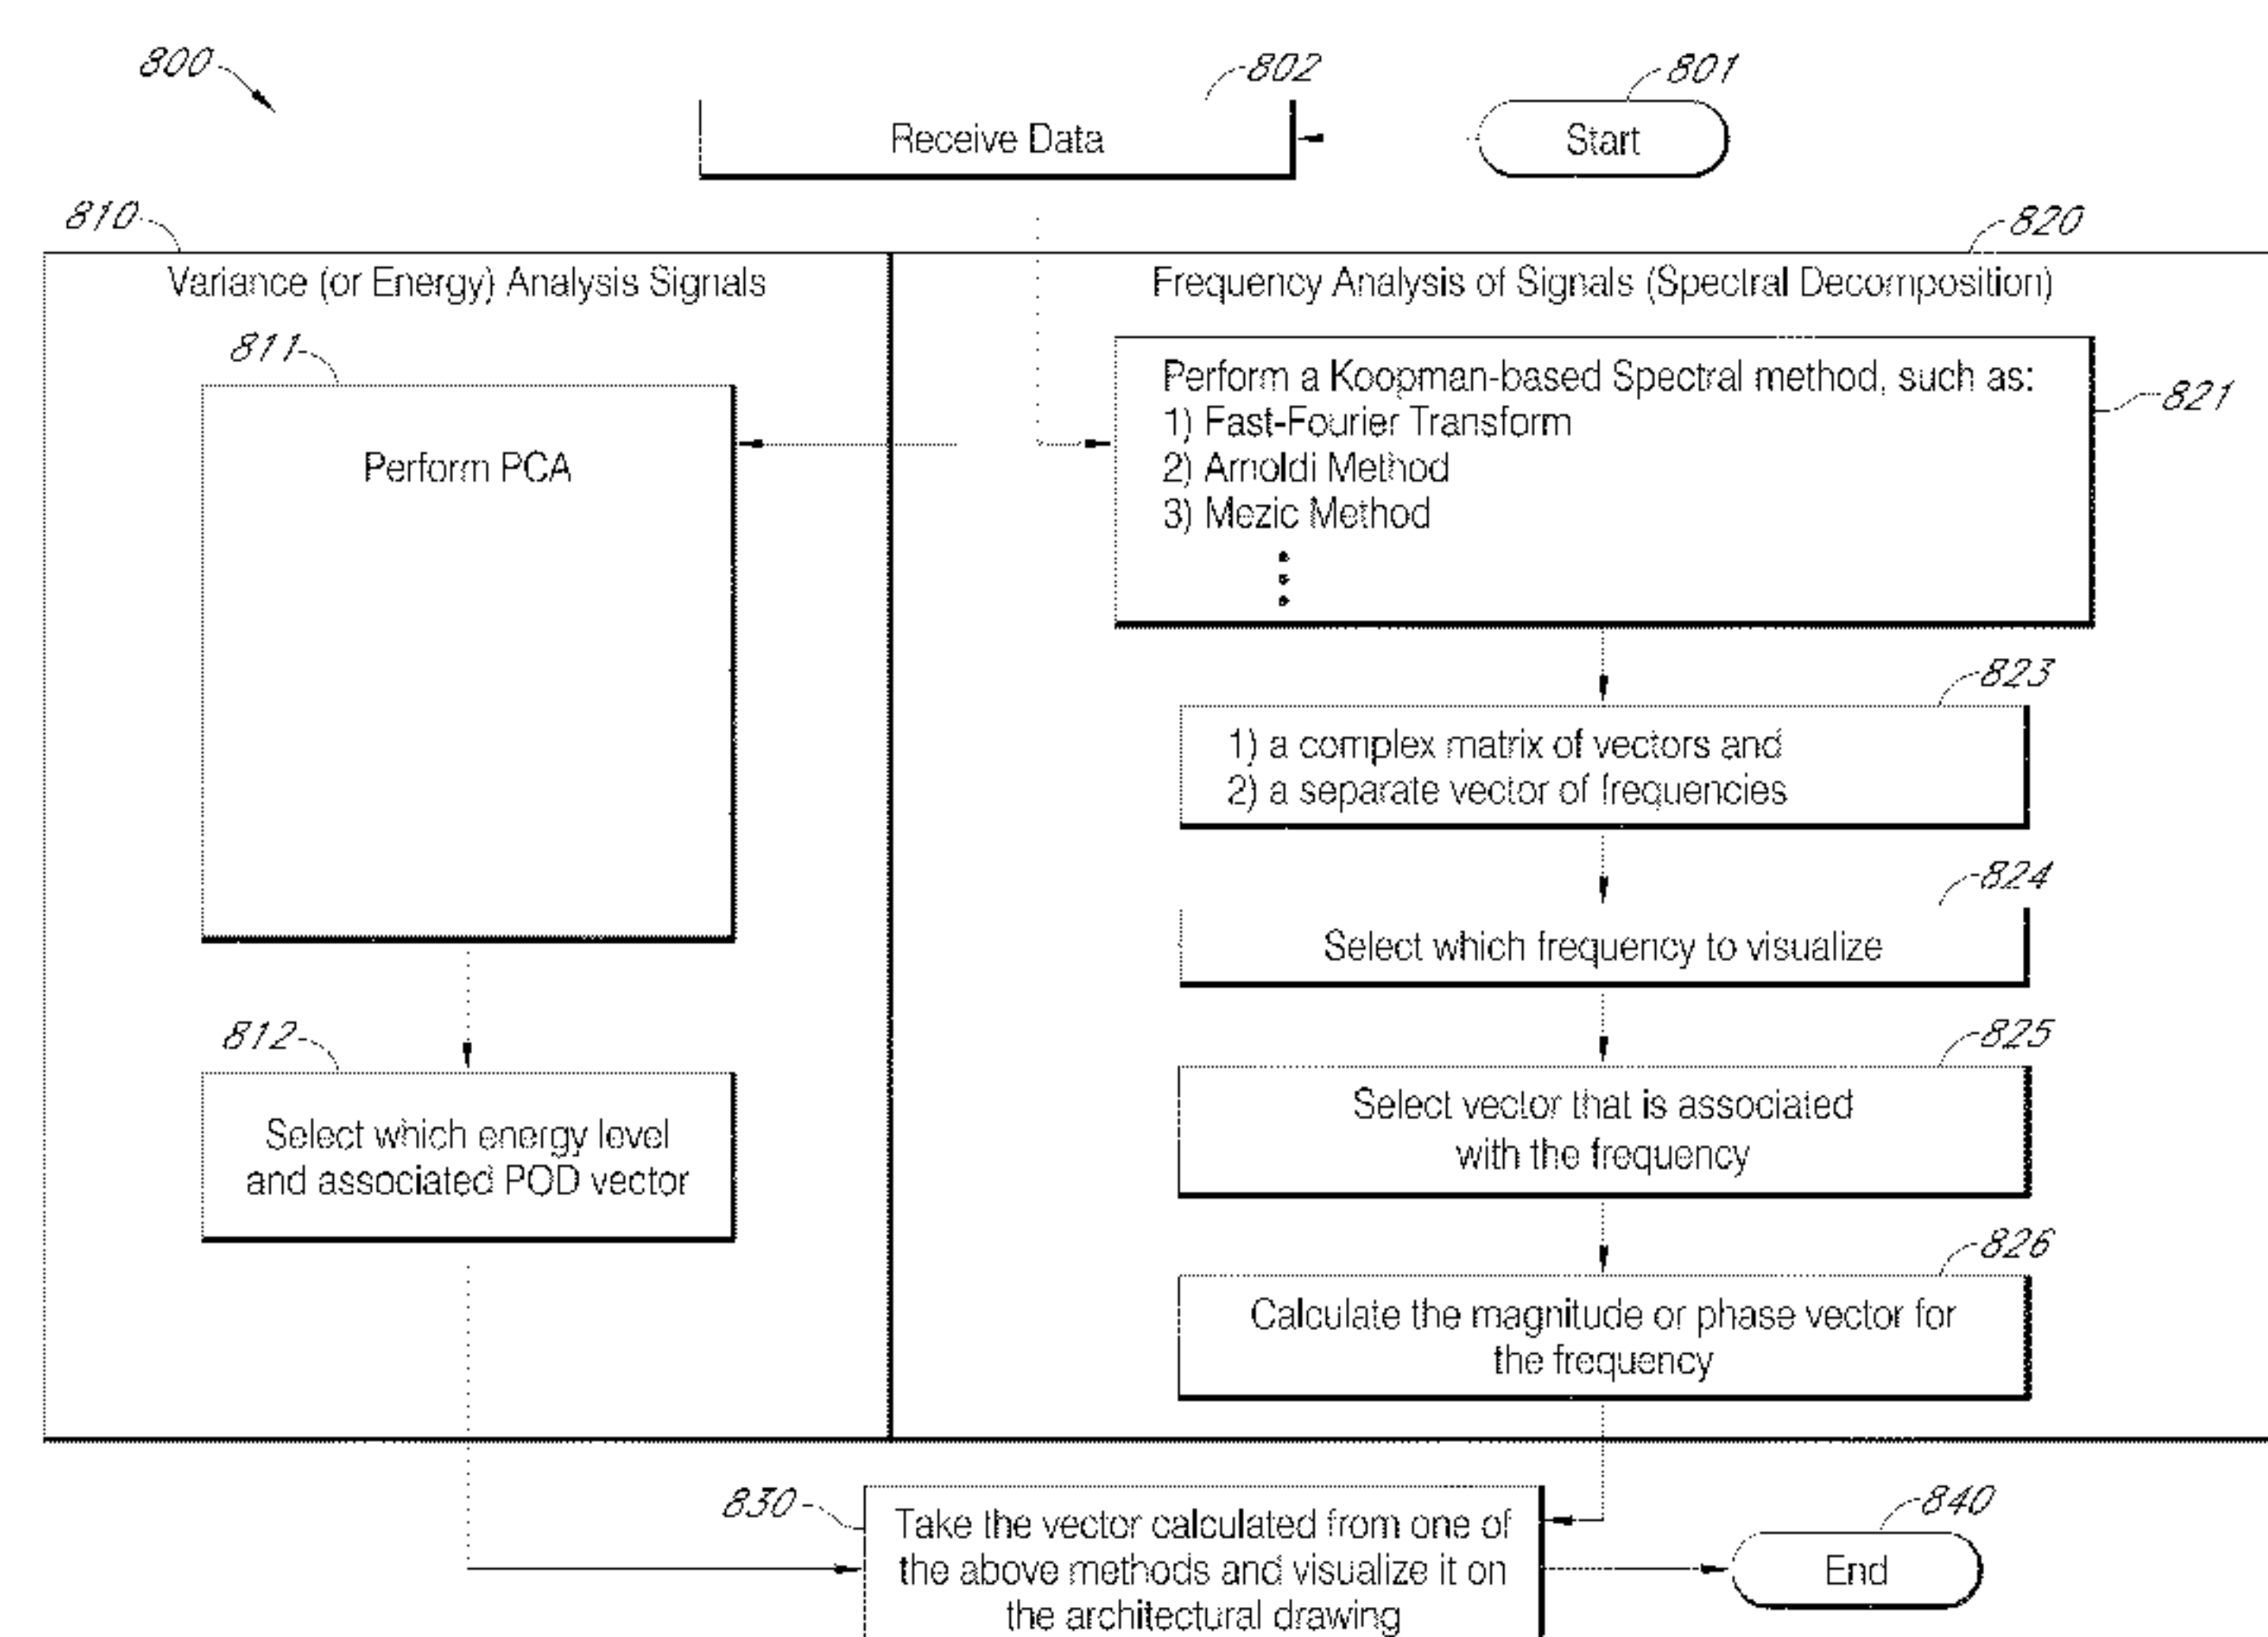 800
802
Receive Data
801
Start
810
Variance (or Energy) Analysis Signals
811
Perform PCA
812
Select which energy level
and associated POD vector
820
Frequency Analysis of Signals (Spectral Decomposition)
821
Perform a Koopman-based Spectral method, such as:
1) Fast-Fourier Transform
2) Arnoldi Method
3) Mezic Method
823
1) a complex matrix of vectors and
2) a separate vector of frequencies
824
Select which frequency to visualize
825
Select vector that is associated
with the frequency
826
Calculate the magnitude or phase vector for
the frequency
830
Take the vector calculated from one of
the above methods and visualize it on
the architectural drawing
840
End